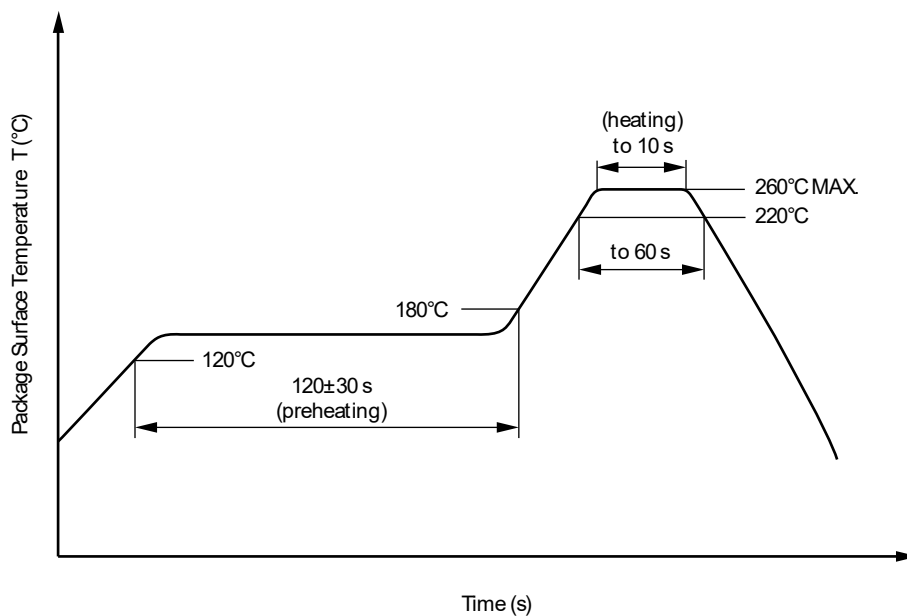 Package Surface Temperature T (°C)
(heating)
to 10 s
260°C MAX.
220°C
to 60 s
180°C
120°C
120±30 s
(preheating)
Time (s)